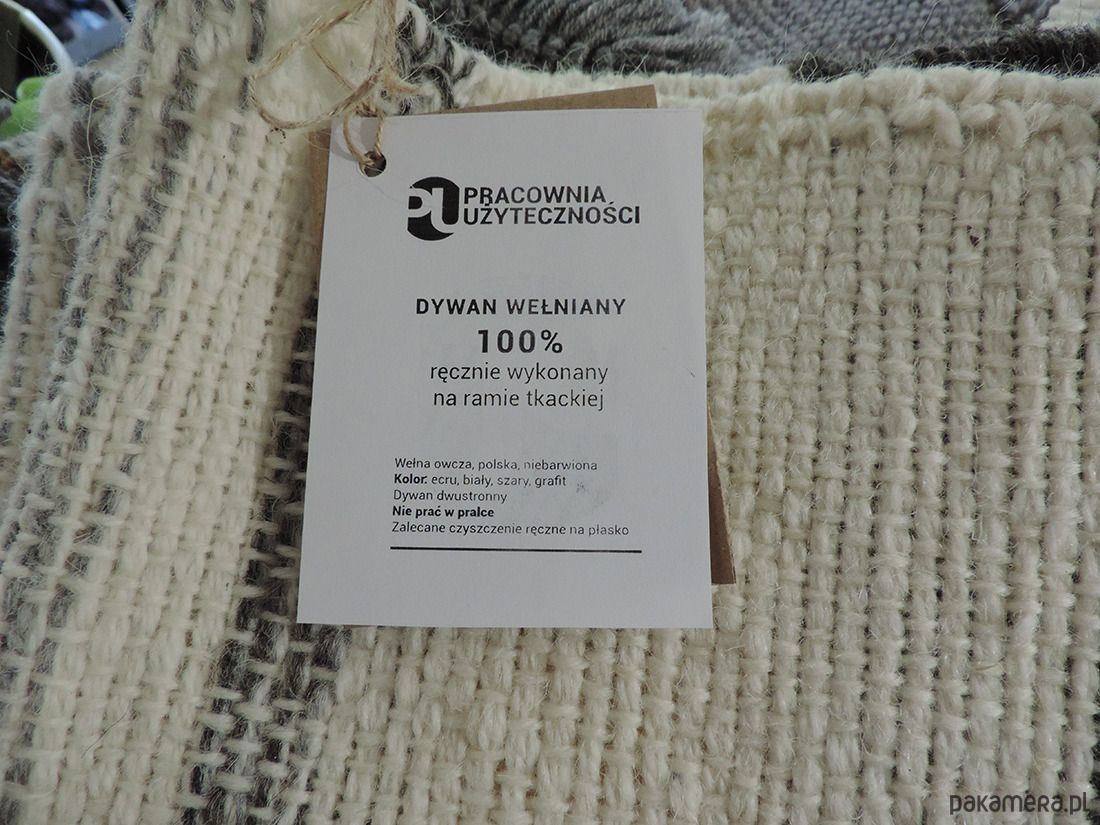 PU PRACOWNIA
UŻYTECZNOŚCI
DYWAN WEŁNIANY
100%
ręcznie wykonany
na ramie tkackiej
Wełna owcza, polska, niebarwiona
Kolor: ecru, biały, szary, grafit
Dywan dwustronny
Nie prać w pralce
Zalecane czyszczenie ręczne na płasko
pakamera.pl